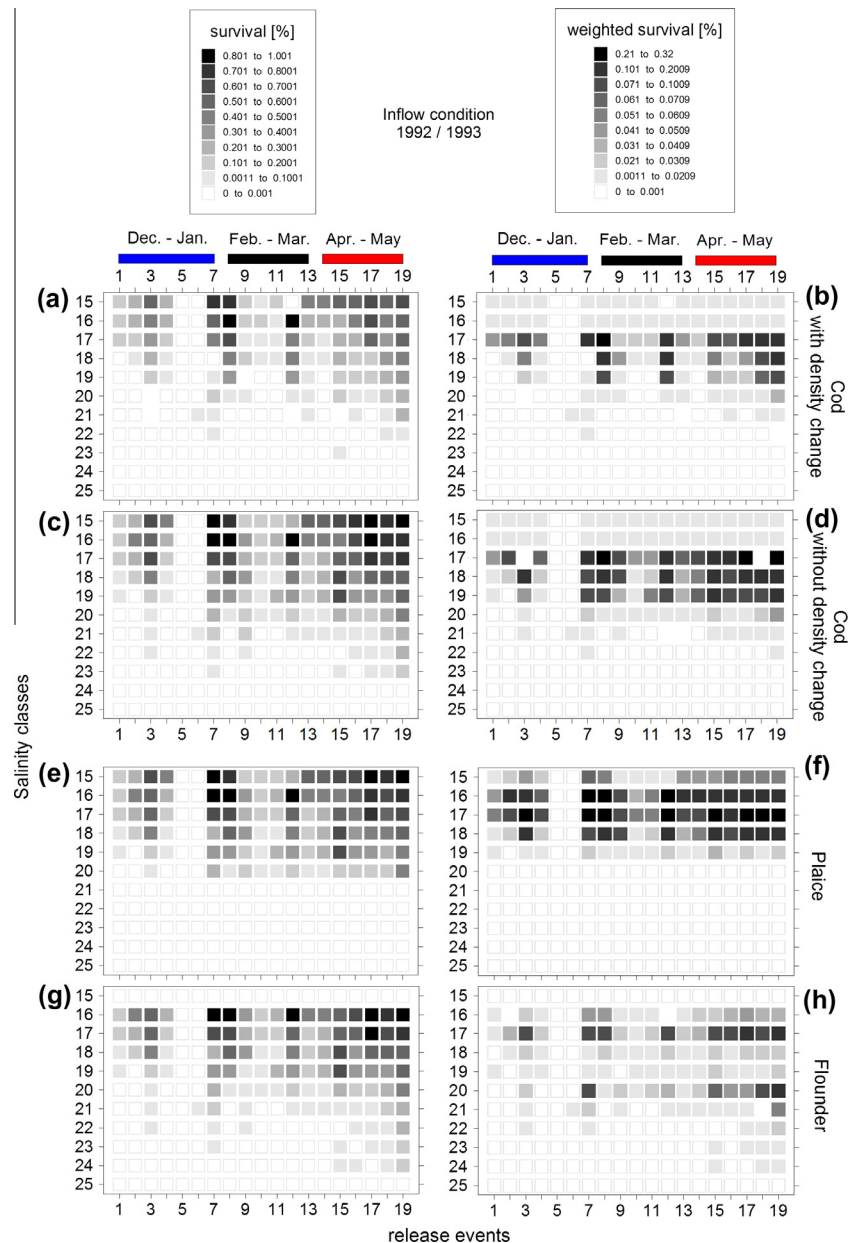 survival [%]
0.801 to 1.001
0.701 to 0.8001
0.601 to 0.7001
0.501 to 0.6001
0.401 to 0.5001
0.301 to 0.4001
0.201 to 0.3001
0.101 to 0.2001
0.0011 to 0.1001
0 to 0.001
Inflow condition
1992 / 1993
weighted survival [%]
0.21 to 0.32
0.101 to 0.2009
0.071 to 0.1009
0.061 to 0.0709
0.051 to 0.0609
0.041 to 0.0509
0.031 to 0.0409
0.021 to 0.0309
0.0011 to 0.0209
0 to 0.001
Dec. - Jan. Feb. - Mar. Apr. - May
1 3 5 7 9 11 13 15 17 19
Dec. - Jan. Feb. - Mar. Apr. - May
1 3 5 7 9 11 13 15 17 19
(a)
15
16
17
18
19
20
21
22
23
24
25
(b)
15
16
17
18
19
20
21
22
23
24
25
Cod
with density change
(c)
15
16
17
18
19
20
21
22
23
24
25
1 3 5 7 9 11 13 15 17 19
(d)
15
16
17
18
19
20
21
22
23
24
25
1 3 5 7 9 11 13 15 17 19
Cod
without density change
Salinity classes
(e)
15
16
17
18
19
20
21
22
23
24
25
(f)
15
16
17
18
19
20
21
22
23
24
25
Plaice
(g)
15
16
17
18
19
20
21
22
23
24
25
1 3 5 7 9 11 13 15 17 19
(h)
15
16
17
18
19
20
21
22
23
24
25
1 3 5 7 9 11 13 15 17 19
Flounder
release events